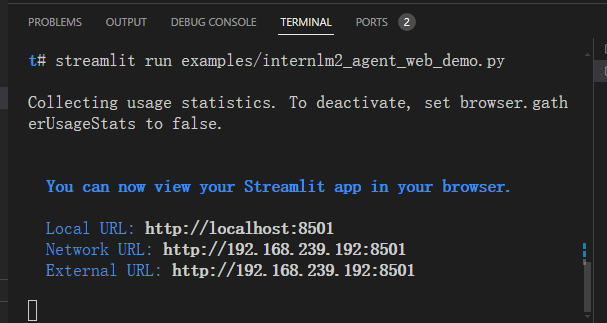 PROBLEMS OUTPUT DEBUG CONSOLE TERMINAL PORTS 2
t# streamlit run examples/internlm2_agent_web_demo.py
Collecting usage statistics. To deactivate, set browser.gath
erUsageStats to false.
You can now view your Streamlit app in your browser.
Local URL: http://localhost:8501
Network URL: http://192.168.239.192:8501
External URL: http://192.168.239.192:8501